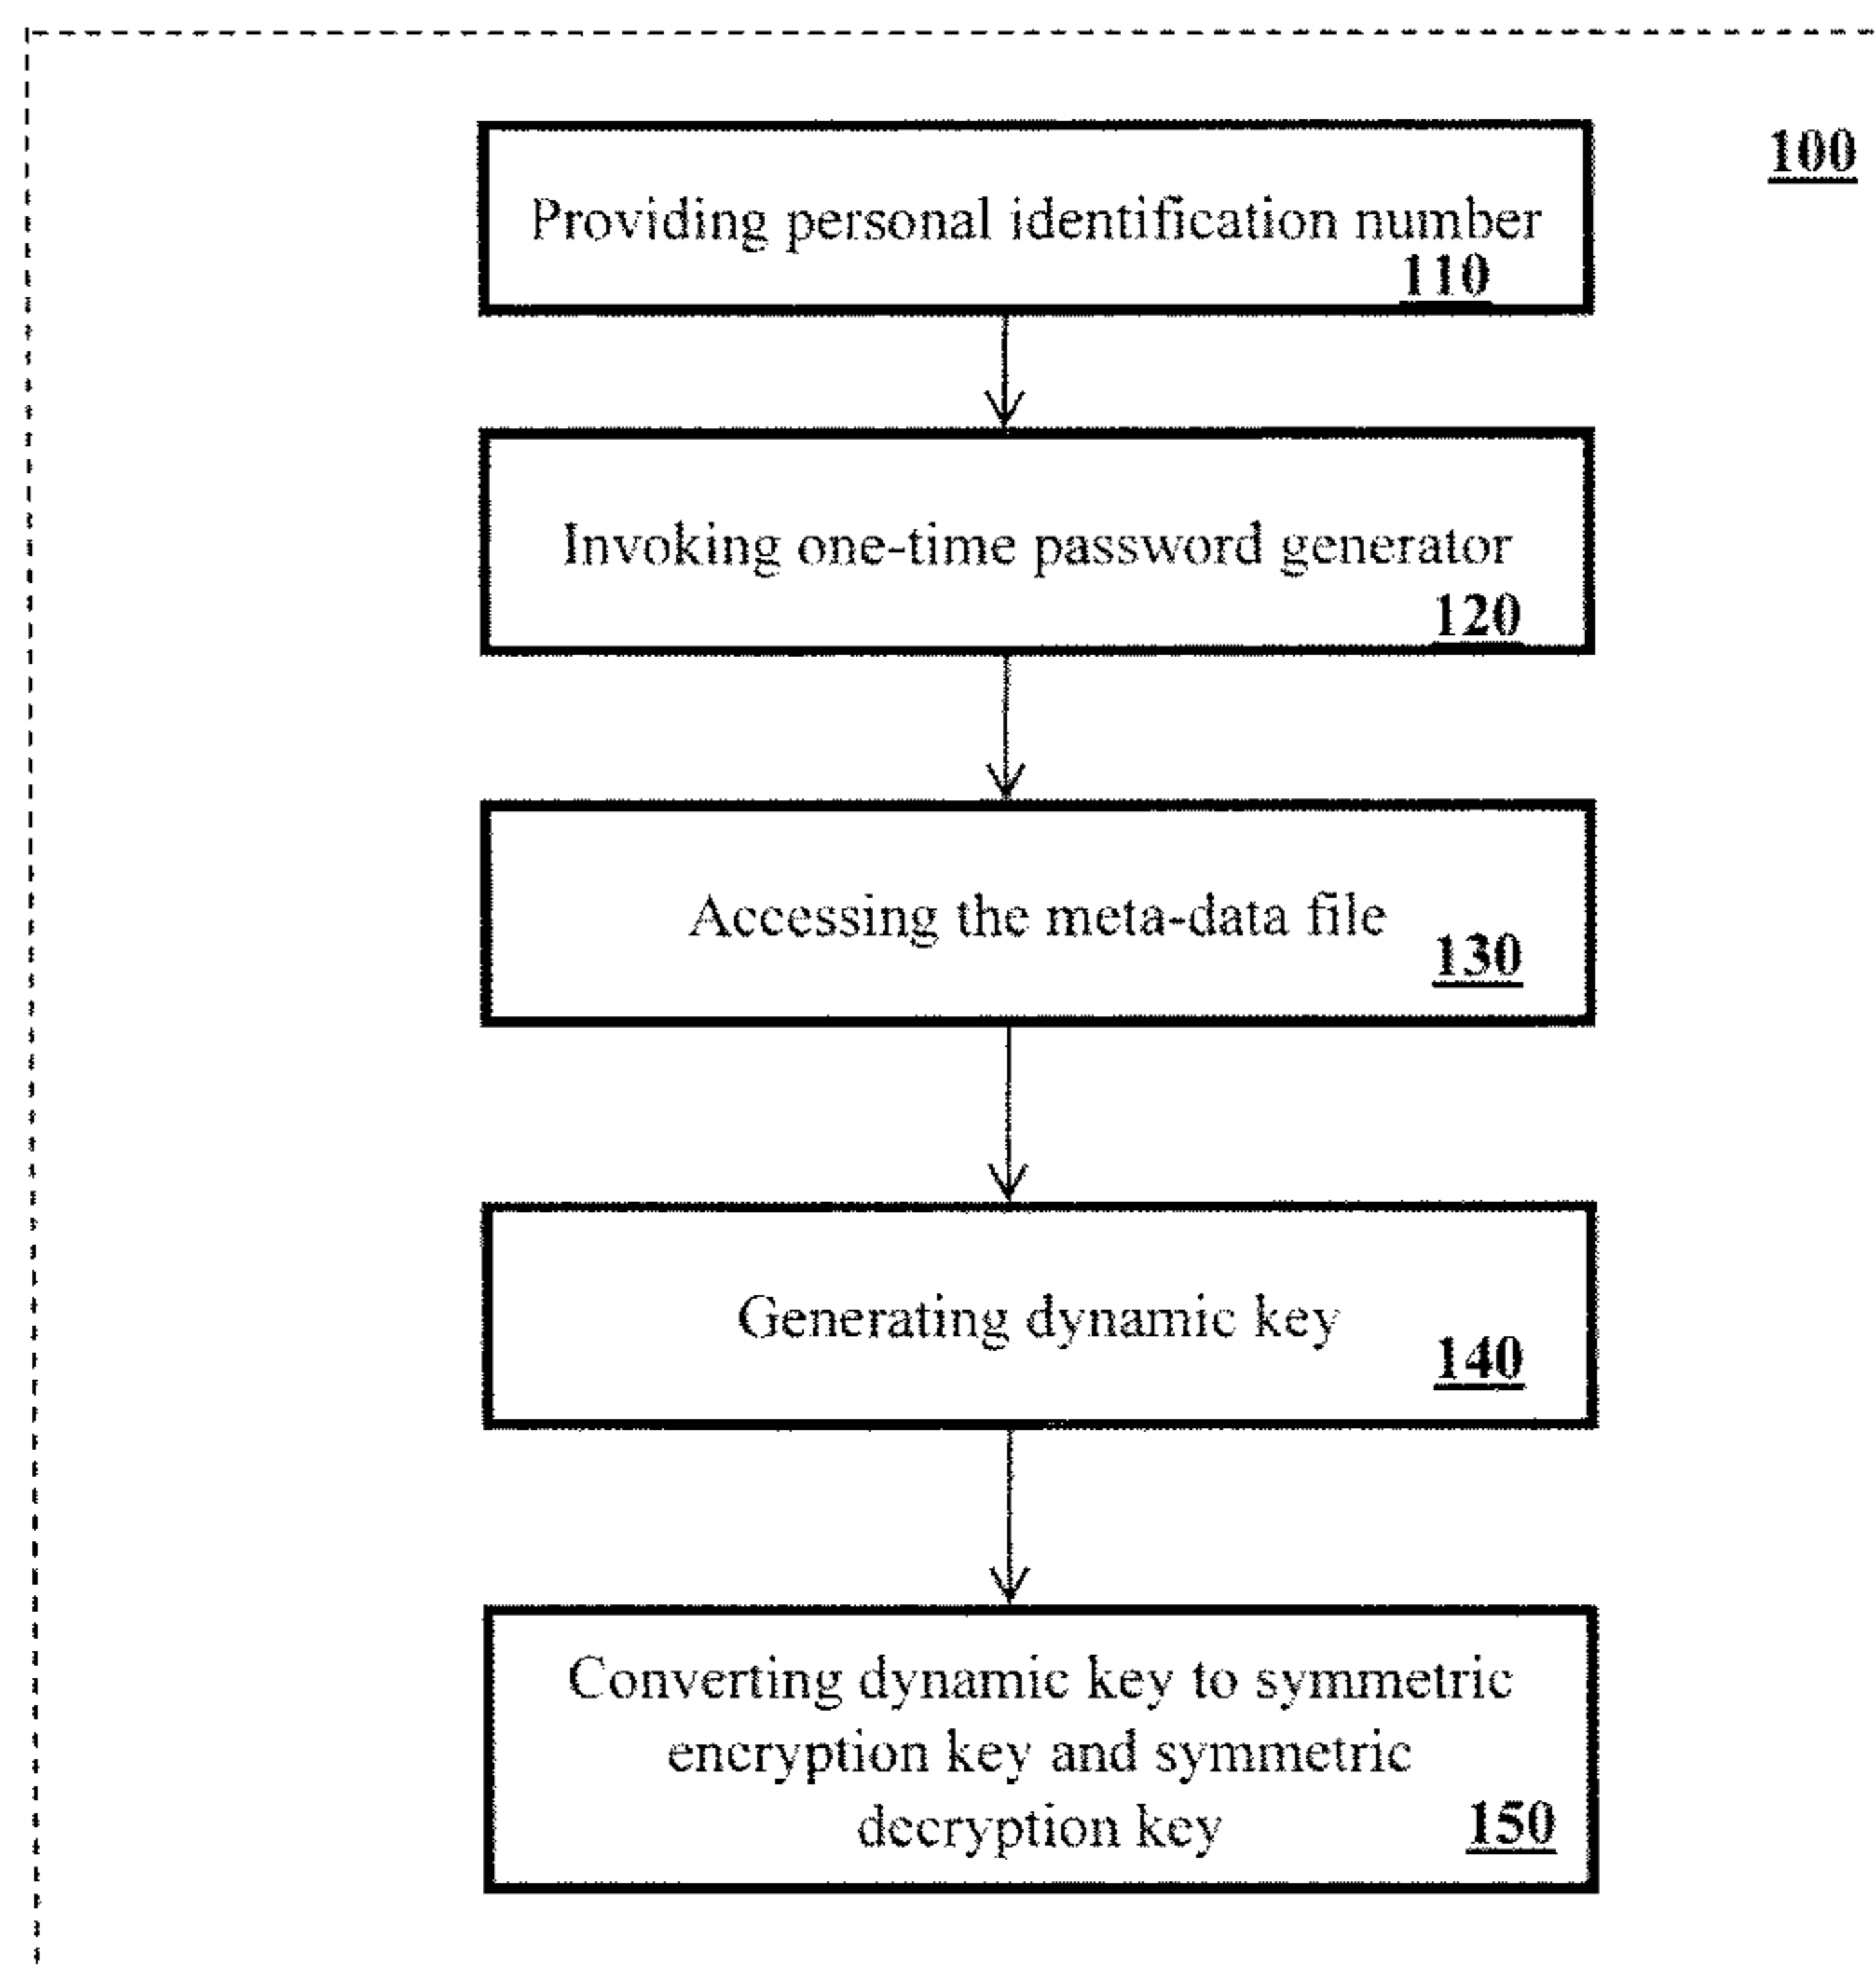 100
Providing personal identification number
110
Invoking one-time password generator
120
Accessing the meta-data file
130
Generating dynamic key
140
Converting dynamic key to symmetric
encryption key and symmetric
decryption key
150